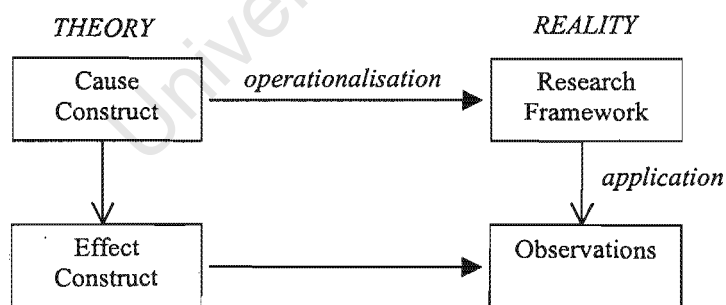 THEORY
REALITY
Cause
Construct
operationalisation
Research
Framework
application
Effect
Construct
Observations